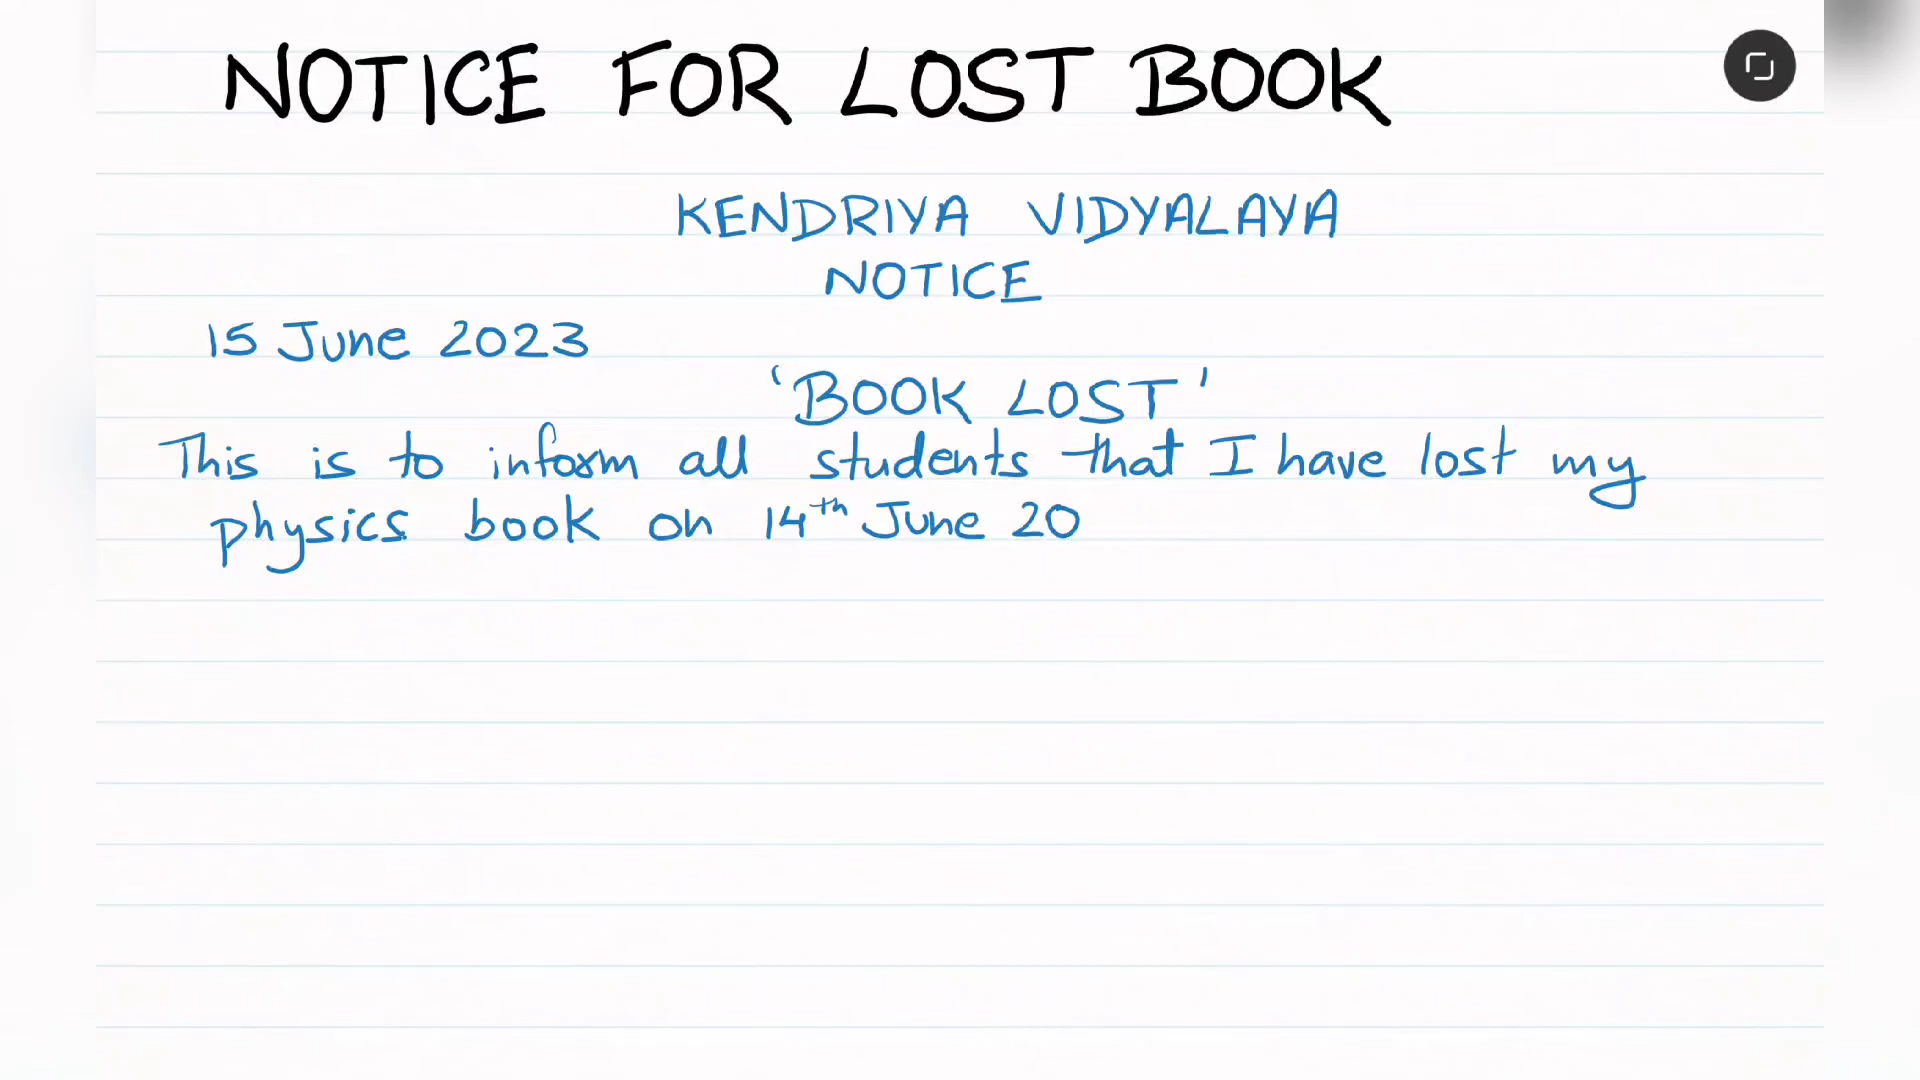 NOTICE FOR LOST BOOK
KENDRIYA VIDYALAYA
NOTICE
15 June 2023
'BOOK LOST'
This is to inform all students that I have lost my
physics book on 14th June 20